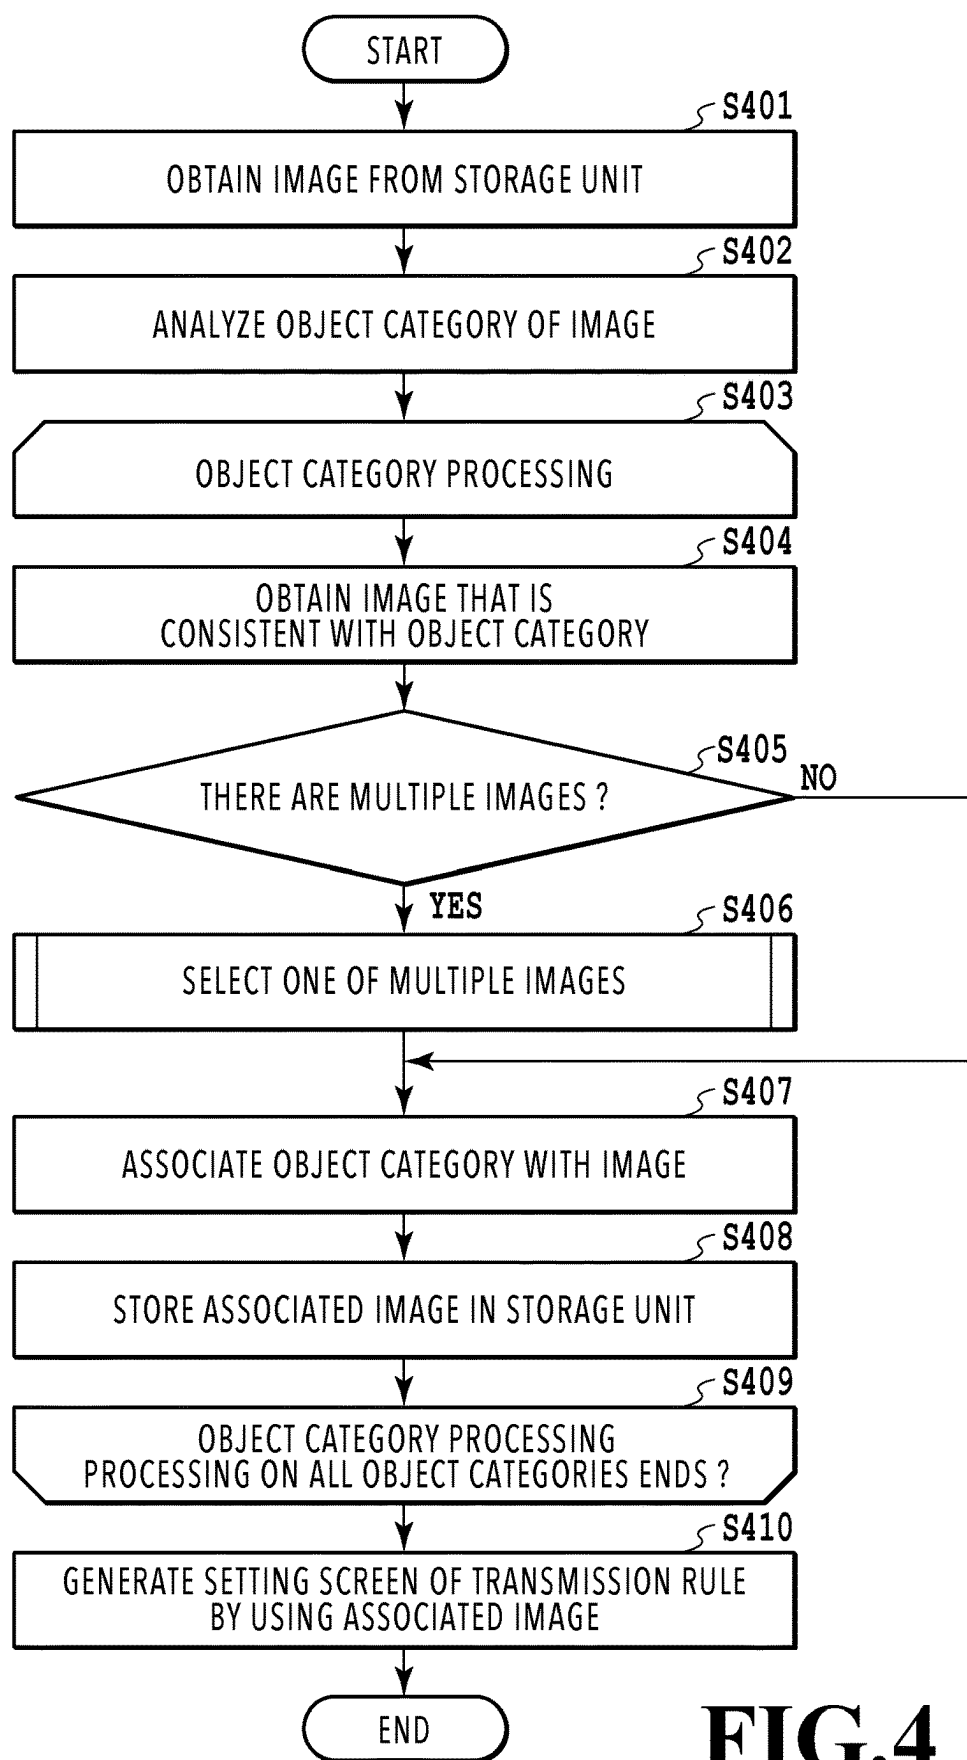 START
S401
OBTAIN IMAGE FROM STORAGE UNIT
S402
ANALYZE OBJECT CATEGORY OF IMAGE
S403
OBJECT CATEGORY PROCESSING
S404
OBTAIN IMAGE THAT IS
CONSISTENT WITH OBJECT CATEGORY
S405
THERE ARE MULTIPLE IMAGES ?
NO
YES
S406
SELECT ONE OF MULTIPLE IMAGES
S407
ASSOCIATE OBJECT CATEGORY WITH IMAGE
S408
STORE ASSOCIATED IMAGE IN STORAGE UNIT
S409
OBJECT CATEGORY PROCESSING
PROCESSING ON ALL OBJECT CATEGORIES ENDS ?
S410
GENERATE SETTING SCREEN OF TRANSMISSION RULE
BY USING ASSOCIATED IMAGE
END
FIG.4